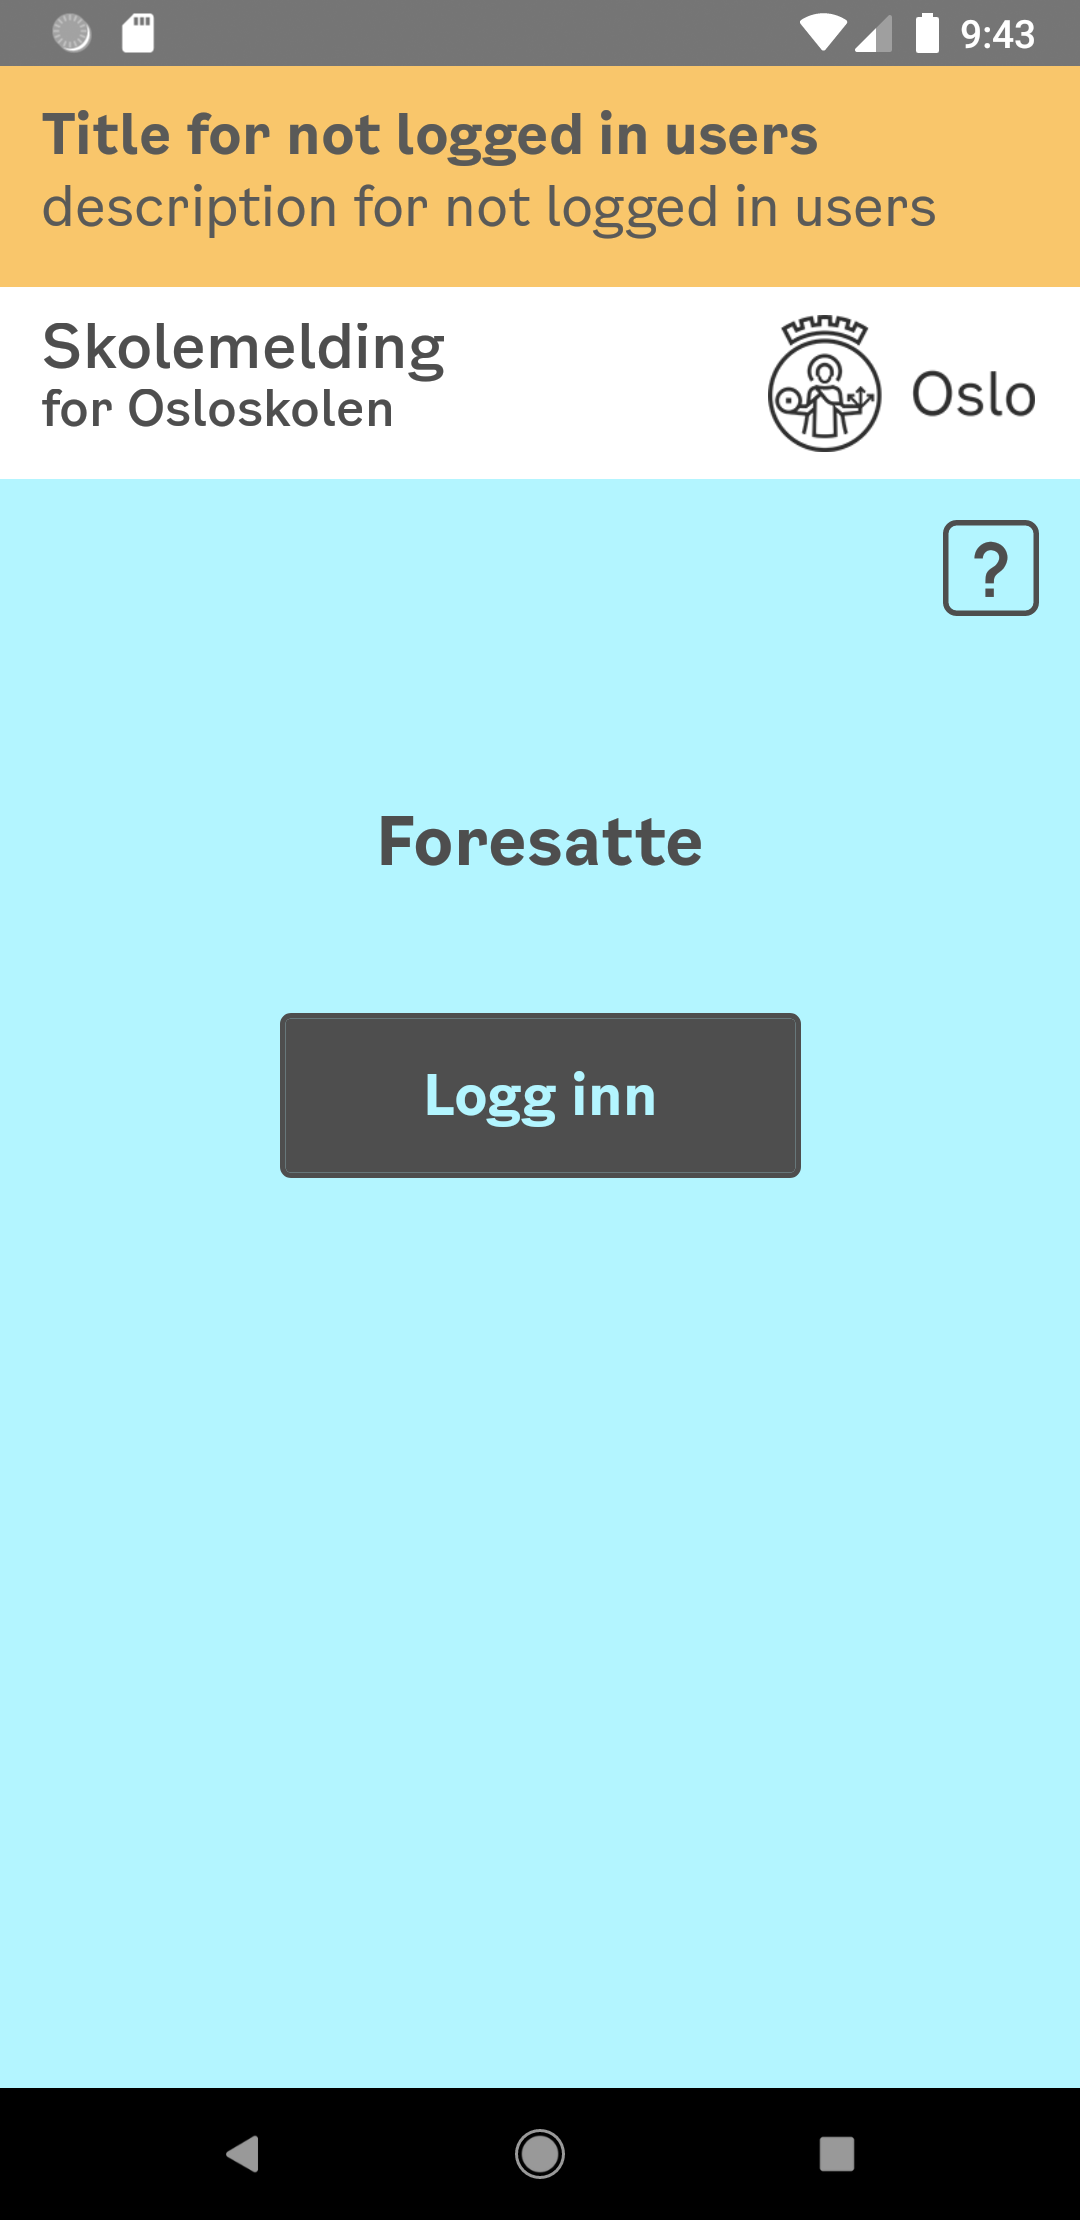 9:43
Title for not logged in users
description for not logged in users
Skolemelding
for Osloskolen
Oslo
?
Foresatte
Logg inn